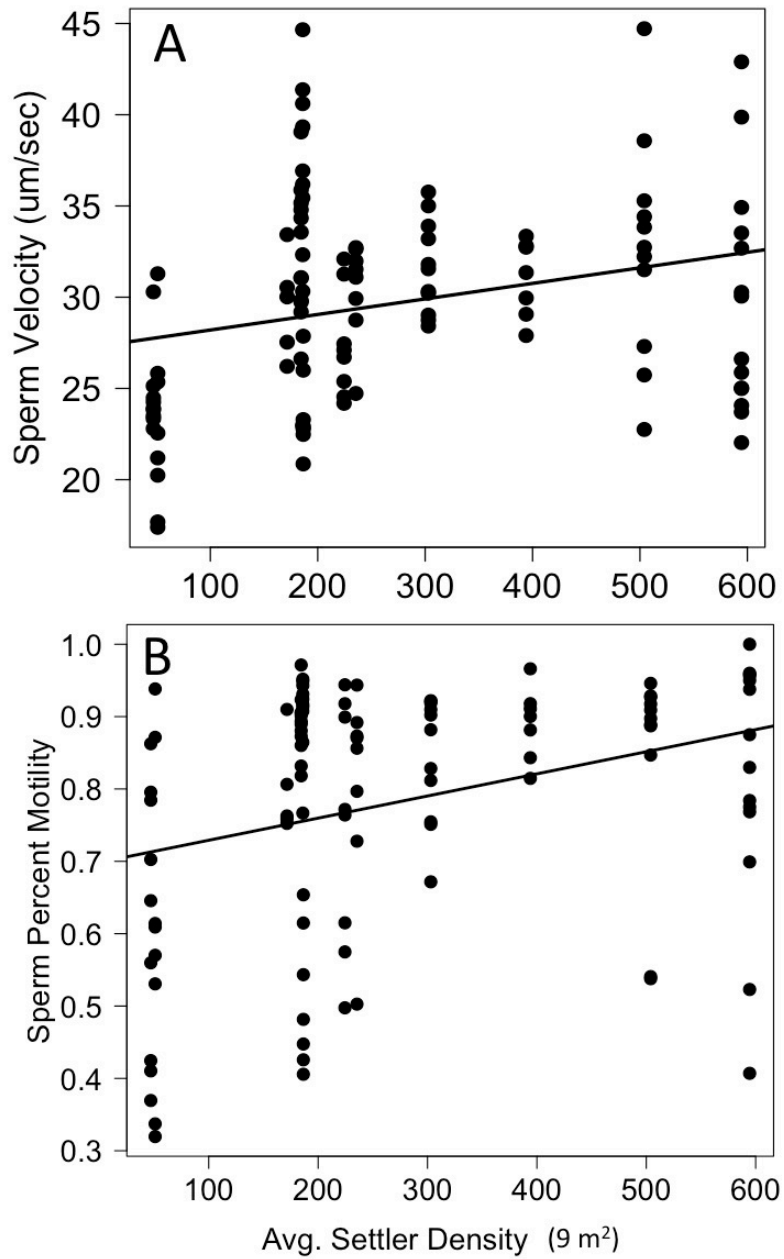 A
Sperm Velocity (um/sec)
45
40
35
30
25
20
100 200 300 400 500 600
B
Sperm Percent Motility
1.0
0.9
0.8
0.7
0.6
0.5
0.4
0.3
100 200 300 400 500 600
Avg. Settler Density (9 m²)